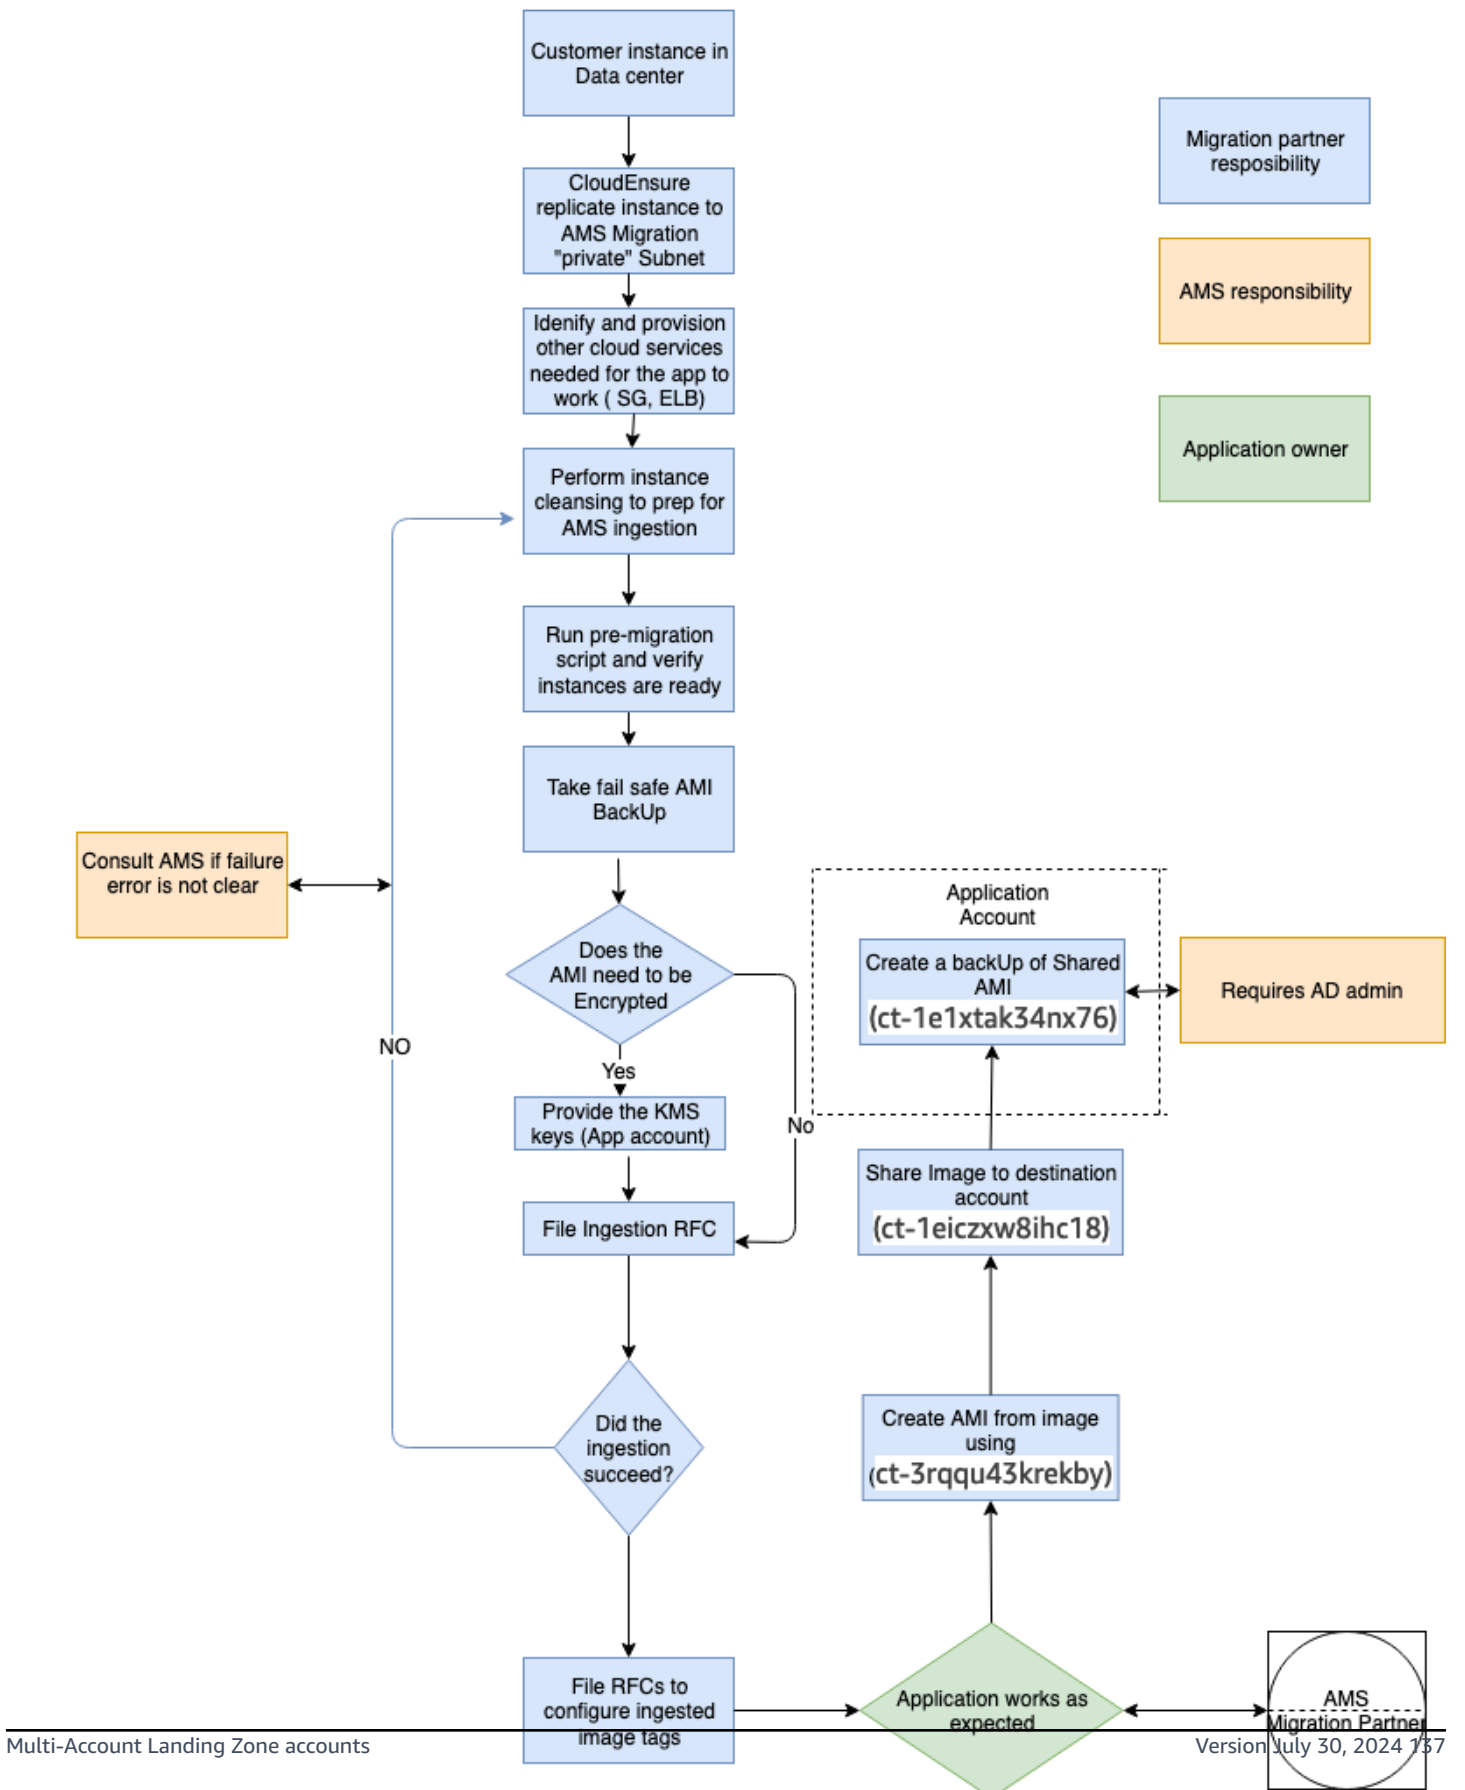 Customer instance in
Data center
CloudEnsure
replicate instance to
AMS Migration
"private" Subnet
Idenify and provision
other cloud services
needed for the app to
work ( SG, ELB)
Perform instance
cleansing to prep for
AMS ingestion
Run pre-migration
script and verify
instances are ready
Take fail safe AMI
BackUp
Does the
AMI need to be
Encrypted
Yes
No
Provide the KMS
keys (App account)
File Ingestion RFC
Did the
ingestion
succeed?
NO
Consult AMS if failure
error is not clear
File RFCs to
configure ingested
image tags
Application works as
expected
AMS
Migration Partner
Create AMI from image
using
(ct-3rqqu43krekby)
Share Image to destination
account
(ct-1eiczxw8ihc18)
Application
Account
Create a backUp of Shared
AMI
(ct-1e1xtak34nx76)
Requires AD admin
Migration partner
resposibility
AMS responsibility
Application owner
Multi-Account Landing Zone accounts
Version July 30, 2024 137